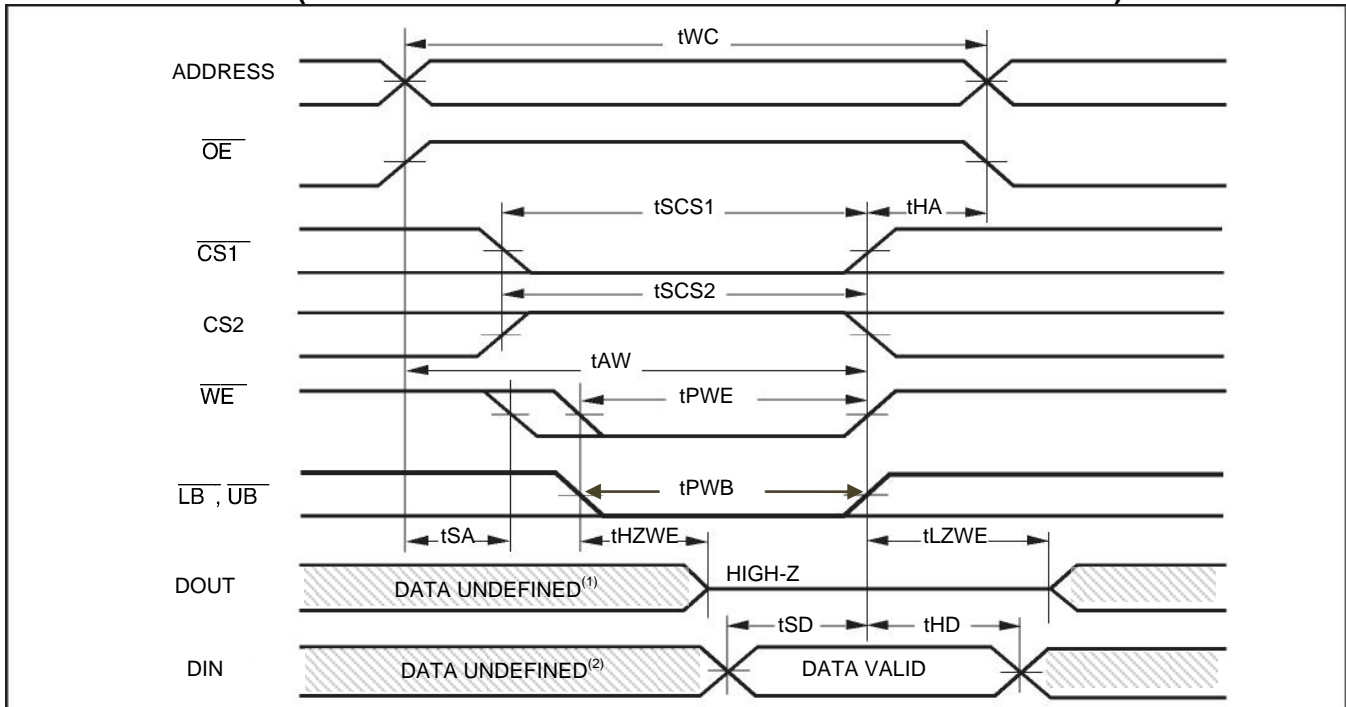 tWC
ADDRESS
OE
tSCS1
tHA
CS1
tSCS2
CS2
tAW
WE
tPWE
LB , UB
tPWB
tSA
tHZWE
tLZWE
DOUT
DATA UNDEFINED(1)
HIGH-Z
tSD
tHD
DIN
DATA UNDEFINED(2)
DATA VALID